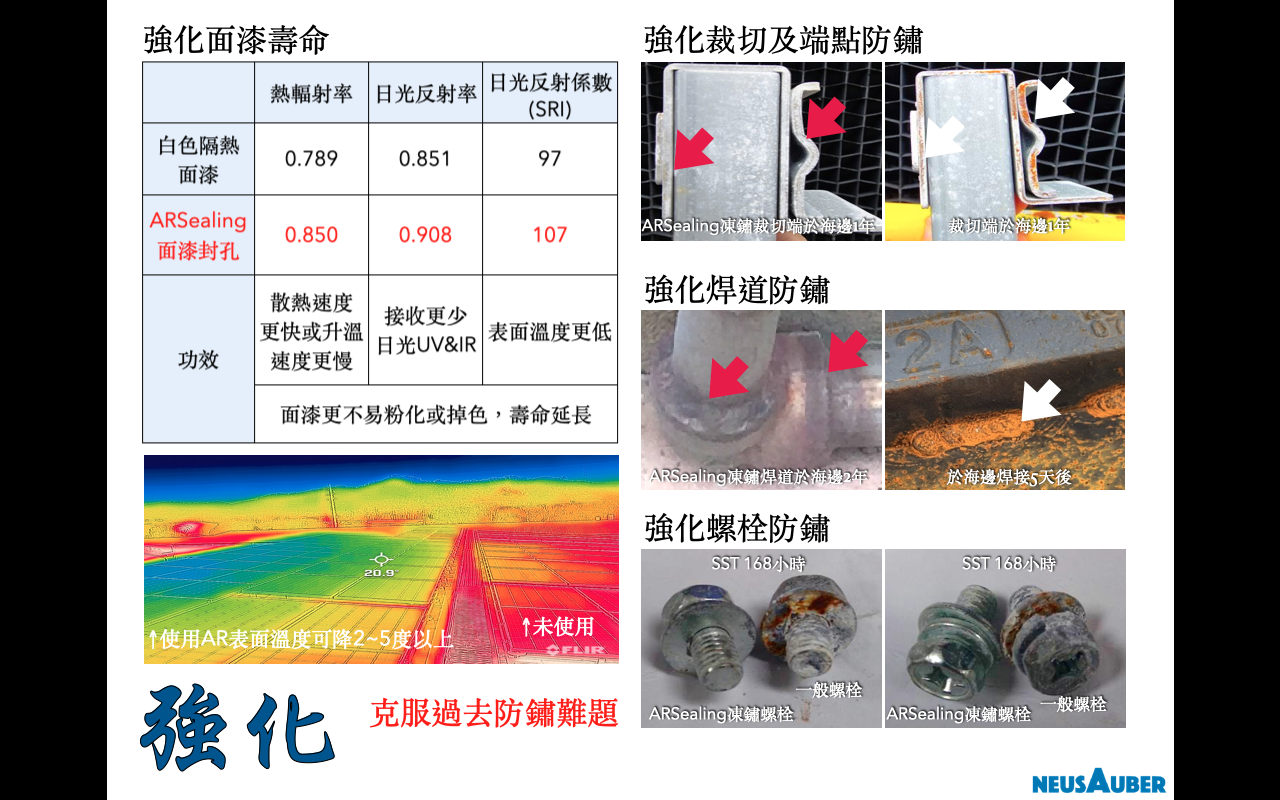 強化面漆壽命
熱輻射率
日光反射率
日光反射係數
(SRI)
白色隔熱
面漆
0.789
0.851
97
ARSealing
面漆封孔
0.850
0.908
107
功效
散熱速度
更快或升溫
速度更慢
接收更少
日光UV&IR
表面溫度更低
面漆更不易粉化或掉色，壽命延長
20.9
↑使用AR表面溫度可降2~5度以上
↑未使用
FLIR
強化
克服過去防鏽難題
強化裁切及端點防鏽
ARSealing凍鏽裁切端於海邊1年
裁切端於海邊1年
強化焊道防鏽
ARSealing凍鏽焊道於海邊2年
-2A
於海邊焊接5天後
強化螺栓防鏽
SST 168小時
一般螺栓
ARSealing凍鏽螺栓
SST 168小時
一般螺栓
ARSealing凍鏽螺栓
NEUSAUBER